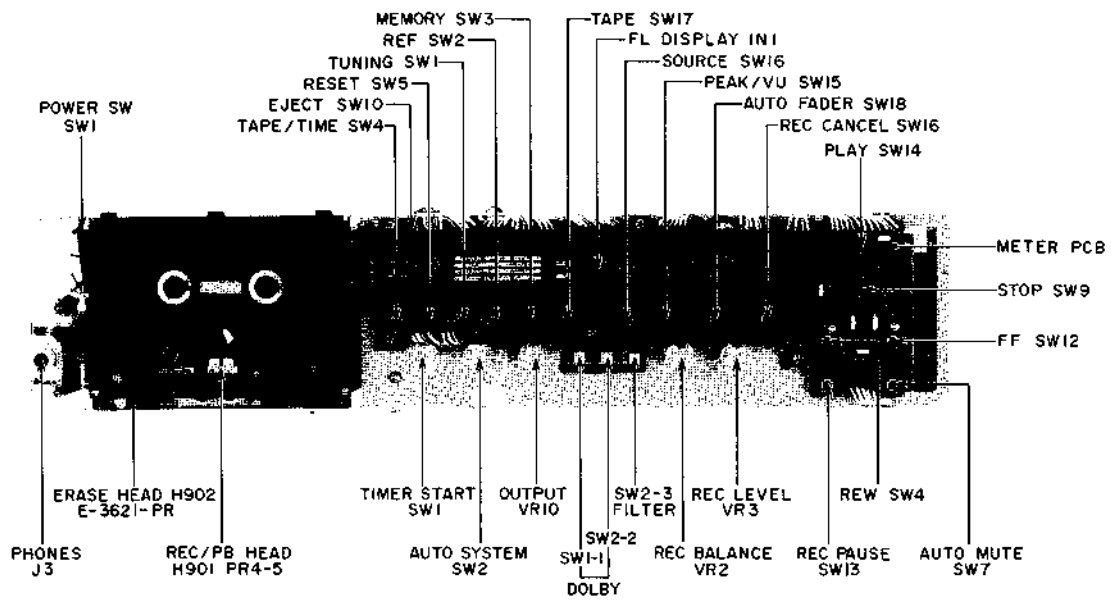 MEMORY SW3
TAPE SW17
REF SW2
FL DISPLAY IN1
TUNING SW1
SOURCE SW16
RESET SW5
PEAK/VU SW15
POWER SW
SW1
EJECT SW10
AUTO FADER SW18
TAPE/TIME SW4
REC CANCEL SW16
PLAY SW14
METER PCB
STOP SW9
FF SW12
ERASE HEAD H902
E-3621-PR
TIMER START
SW1
OUTPUT
VR10
SW2-3
FILTER
REC LEVEL
VR3
REW SW4
PHONES
J3
REC/PB HEAD
H901 PR4-5
AUTO SYSTEM
SW2
SW1-1
SW2-2
DOLBY
REC BALANCE
VR2
REC PAUSE
SW13
AUTO MUTE
SW7